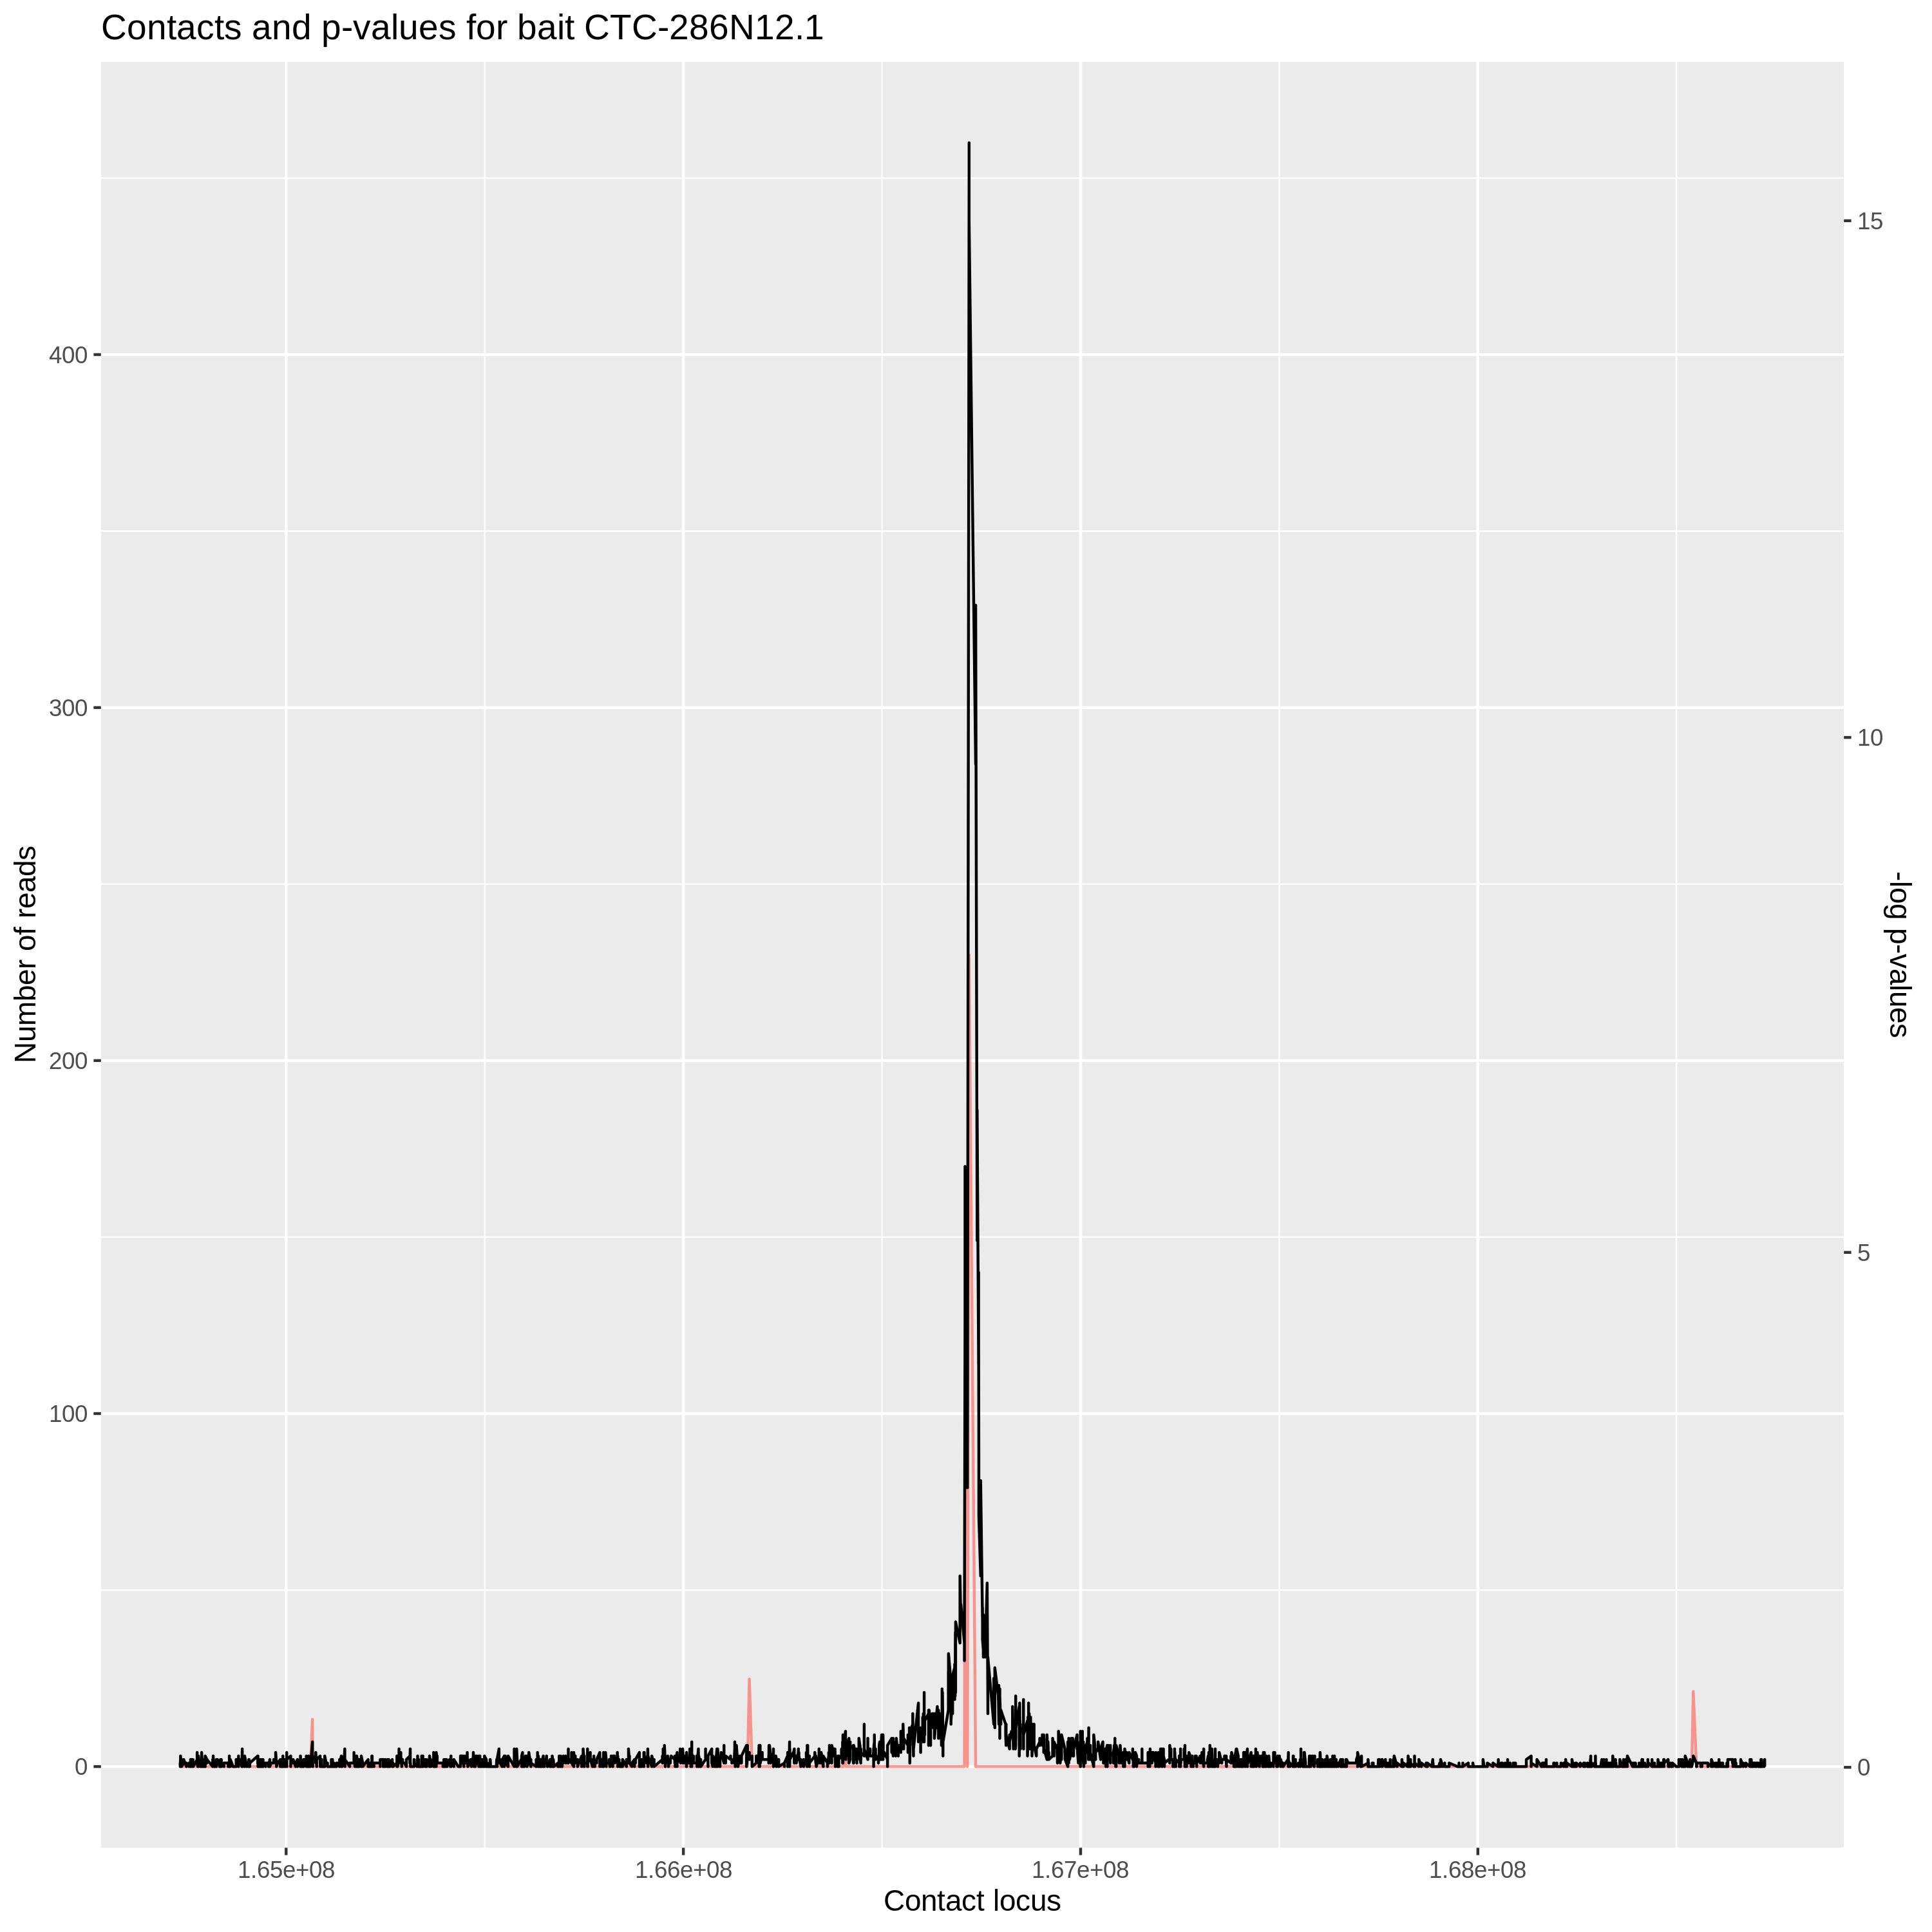 Contacts and p-values for bait CTC-286N12.1
Number of reads
400
300
200
100
0
15
10
5
0
-log p-values
1.65e+08 1.66e+08 1.67e+08 1.68e+08
Contact locus